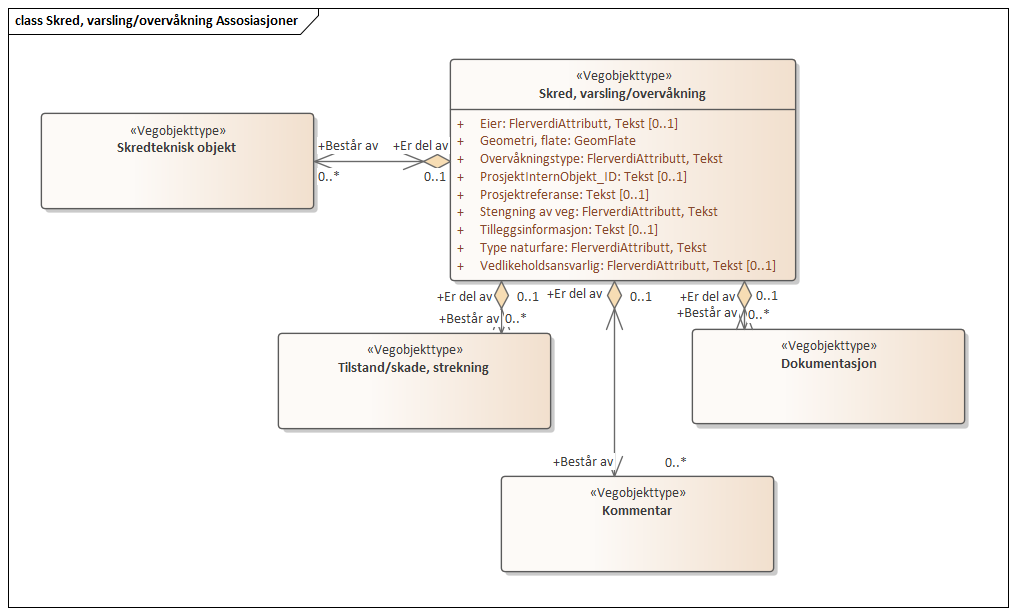 class Skred, varsling/overvåkning Assosiasjoner
«Vegobjekttype»
Skred, varsling/overvåkning
+ Eier: FlerverdiAttributt, Tekst [0..1]
+ Geometri, flate: GeomFlate
+ Overvåkningstype: FlerverdiAttributt, Tekst
+ ProsjektInternObjekt_ID: Tekst [0..1]
+ Prosjektreferanse: Tekst [0..1]
+ Stengning av veg: FlerverdiAttributt, Tekst
+ Tilleggsinformasjon: Tekst [0..1]
+ Type naturfare: FlerverdiAttributt, Tekst
+ Vedlikeholdsansvarlig: FlerverdiAttributt, Tekst [0..1]
«Vegobjekttype»
Skredteknisk objekt
+Består av +Er del av
0..* 0..1
+Er del av 0..1 +Er del av 0..1 +Er del av 0..1
+Består av 0..* +Består av 0..*
«Vegobjekttype»
Tilstand/skade, strekning
«Vegobjekttype»
Dokumentasjon
+Består av 0..*
«Vegobjekttype»
Kommentar